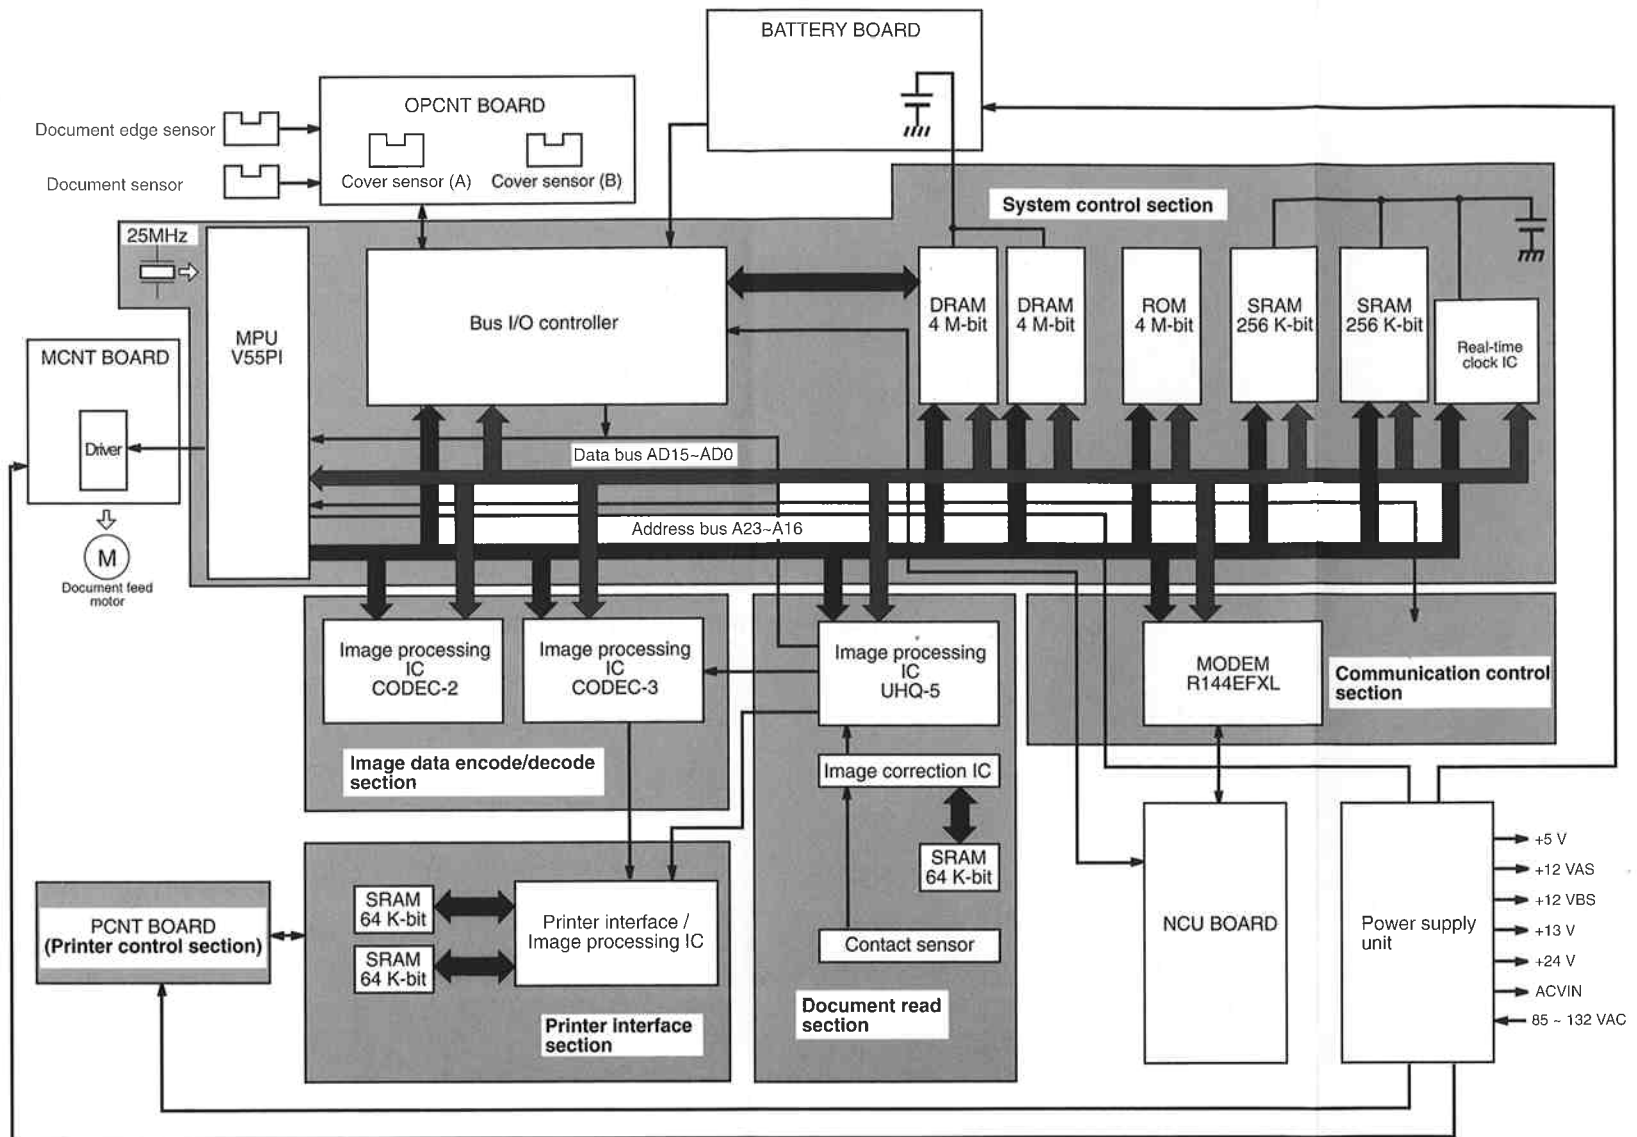 BATTERY BOARD
OPCNT BOARD
Document edge sensor
Document sensor
Cover sensor (A)
Cover sensor (B)
System control section
25MHz
MPU
V55PI
Bus I/O controller
DRAM
4 M-bit
DRAM
4 M-bit
ROM
4 M-bit
SRAM
256 K-bit
SRAM
256 K-bit
Real-time
clock IC
MCNT BOARD
Driver
M
Document feed
motor
Data bus AD15~AD0
Address bus A23~A16
Image processing
IC
CODEC-2
Image processing
IC
CODEC-3
Image data encode/decode
section
Image processing
IC
UHQ-5
Image correction IC
SRAM
64 K-bit
Contact sensor
Document read
section
MODEM
R144EFXL
Communication control
section
NCU BOARD
Power supply
unit
+5 V
+12 VAS
+12 VBS
+13 V
+24 V
ACVIN
85 ~ 132 VAC
PCNT BOARD
(Printer control section)
SRAM
64 K-bit
SRAM
64 K-bit
Printer interface /
Image processing IC
Printer interface
section